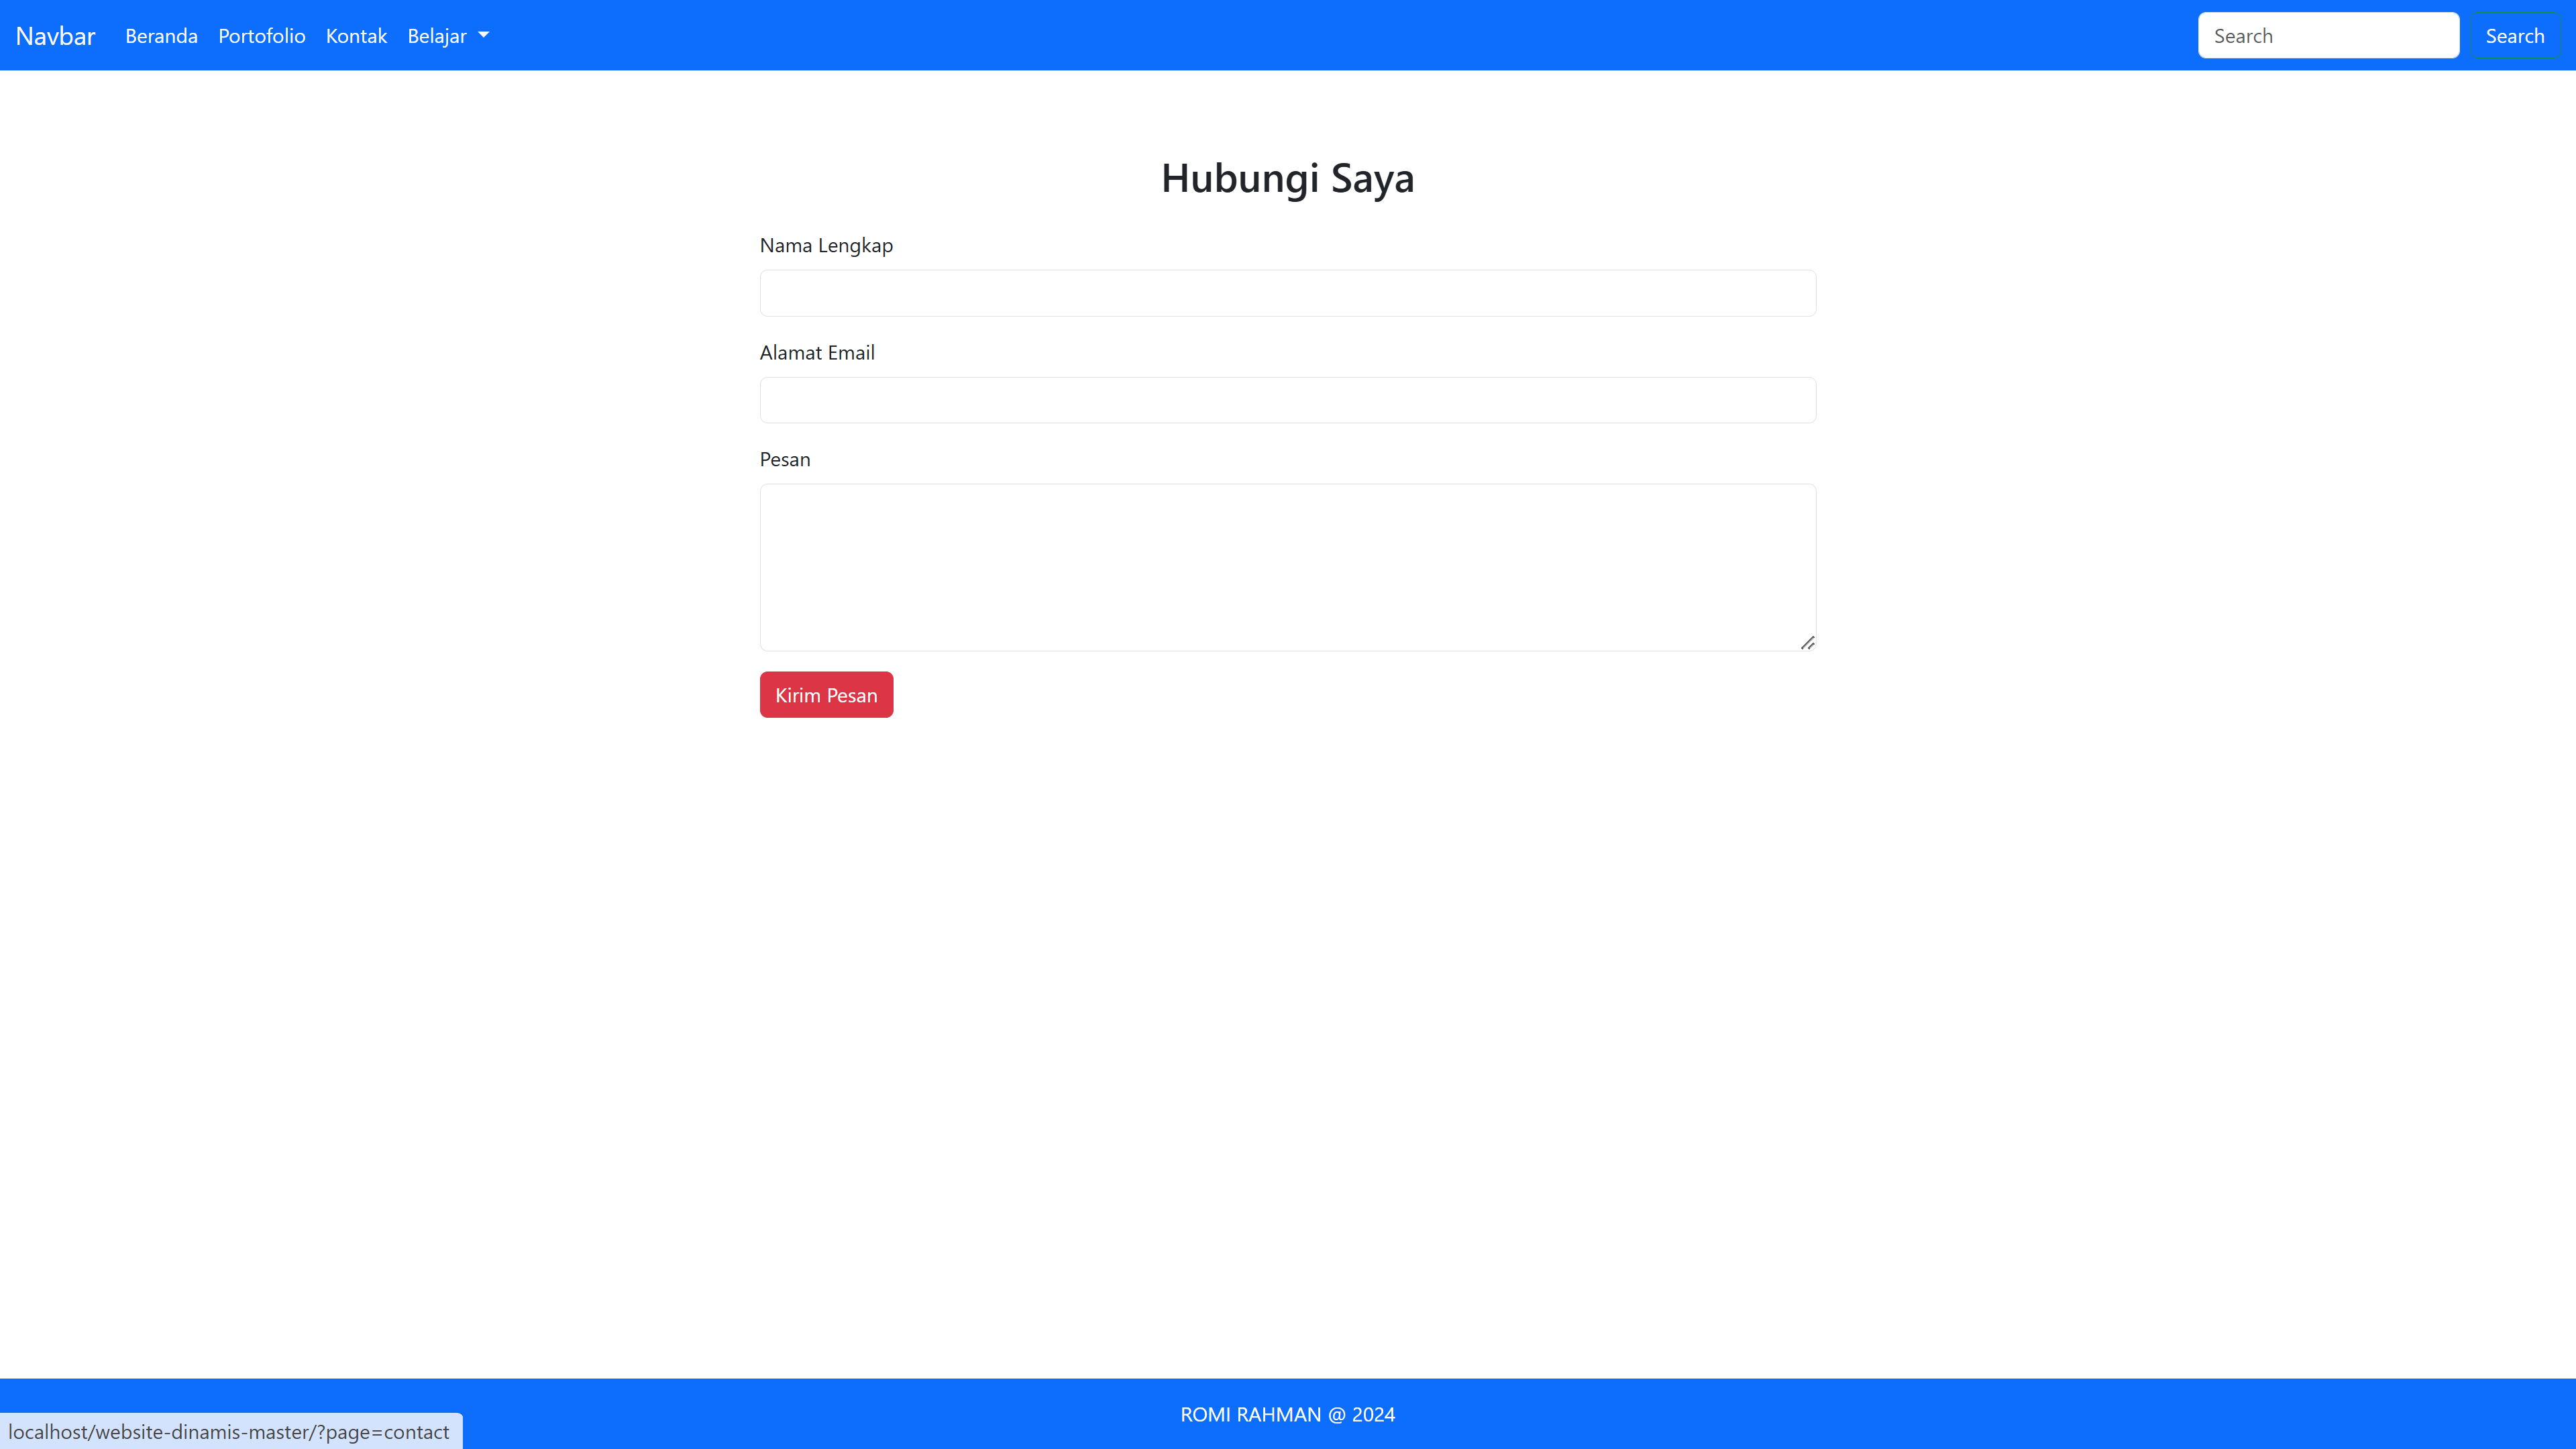 Navbar Beranda Portofolio Kontak Belajar Search Search
Hubungi Saya
Nama Lengkap
Alamat Email
Pesan
Kirim Pesan
ROMI RAHMAN @ 2024
localhost/website-dinamis-master/?page=contact